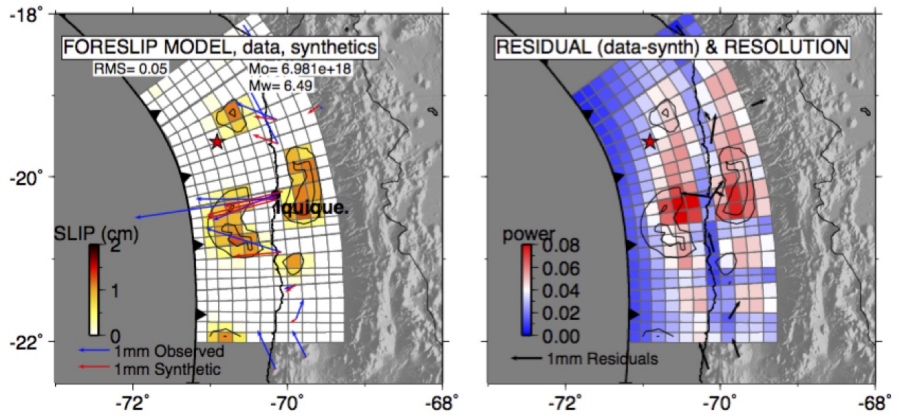 -18°
FORESLIP MODEL, data, synthetics
RMS= 0.05
Mo= 6.981e+18
Mw= 6.49
-20°
Iquique.
SLIP (cm)
2
1
0
-22°
1mm Observed
1mm Synthetic
-72°
-70°
-68°
RESIDUAL (data-synth) & RESOLUTION
power
0.08
0.06
0.04
0.02
0.00
1mm Residuals
-72°
-70°
-68°